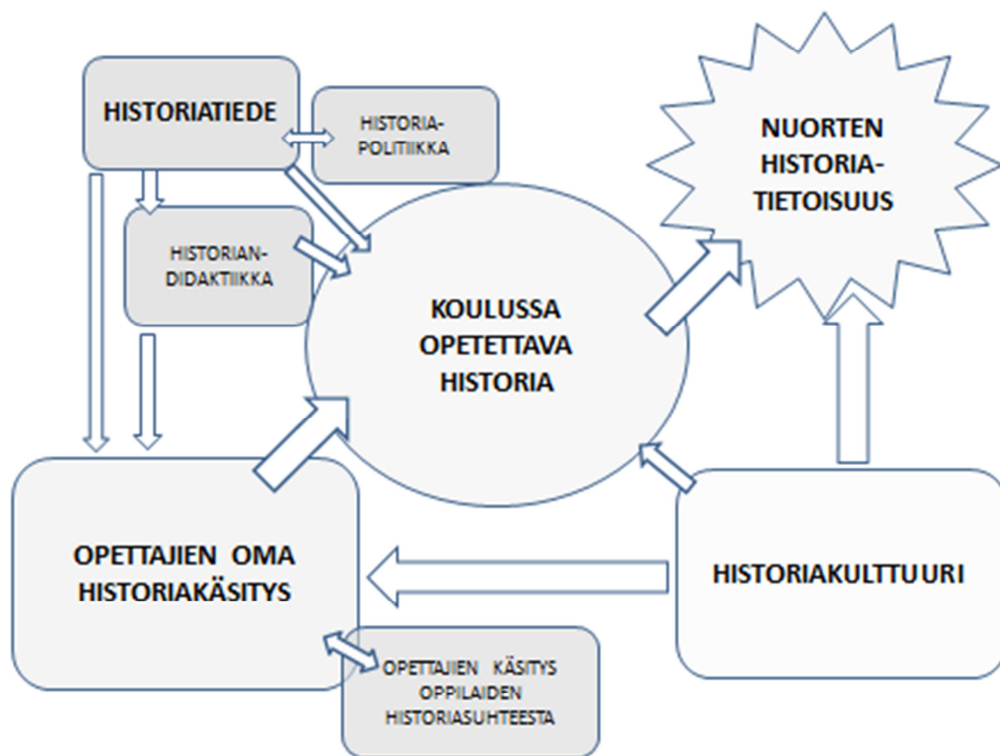 HISTORIATIEDE
HISTORIA-
POLITIIKKA
NUORTEN
HISTORIA-
TIETOISUUS
HISTORIAN-
DIDAKTIIKKA
KOULUSSA
OPETETTAVA
HISTORIA
OPETTAJIEN OMA
HISTORIAKÄSITYS
HISTORIAKULTTUURI
OPETTAJIEN KÄSITYS
OPPILAIDEN
HISTORIASUHTEESTA